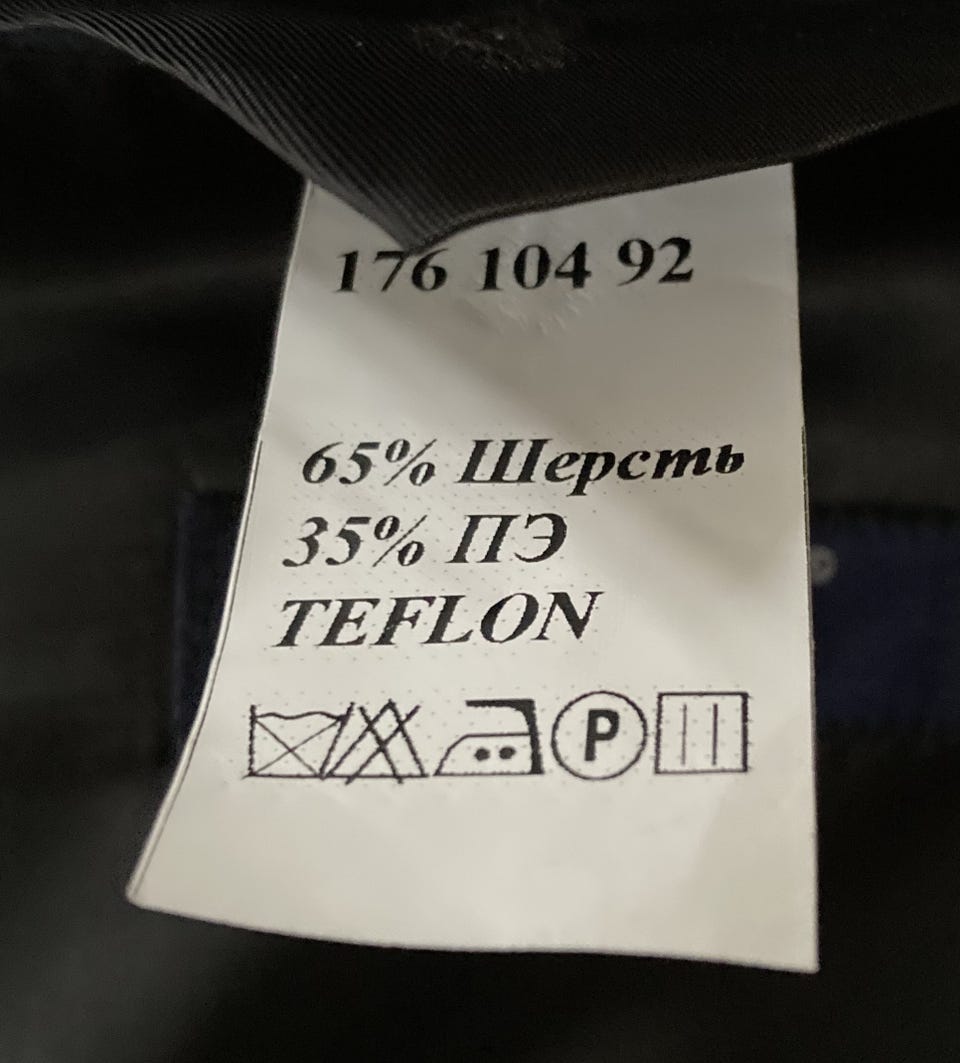 176 104 92
65% Шерсть
35% ПЭ
TEFLON
P